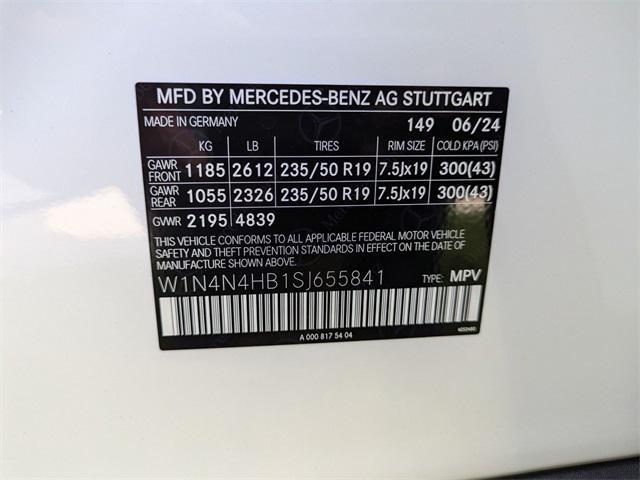 MFD BY MERCEDES-BENZ AG STUTTGART
MADE IN GERMANY 149 06/24
KG LB TIRES RIM SIZE COLD KPA (PSI)
GAWR FRONT 1185 2612 235/50 R19 7.5Jx19 300(43)
GAWR REAR 1055 2326 235/50 R19 7.5Jx19 300(43)
GVWR 2195 4839
THIS VEHICLE CONFORMS TO ALL APPLICABLE FEDERAL MOTOR VEHICLE
SAFETY AND THEFT PREVENTION STANDARDS IN EFFECT ON THE DATE
OF MANUFACTURE SHOWN ABOVE.
W1N4N4HB1SJ655841 TYPE: MPV
A 000 817 54 04